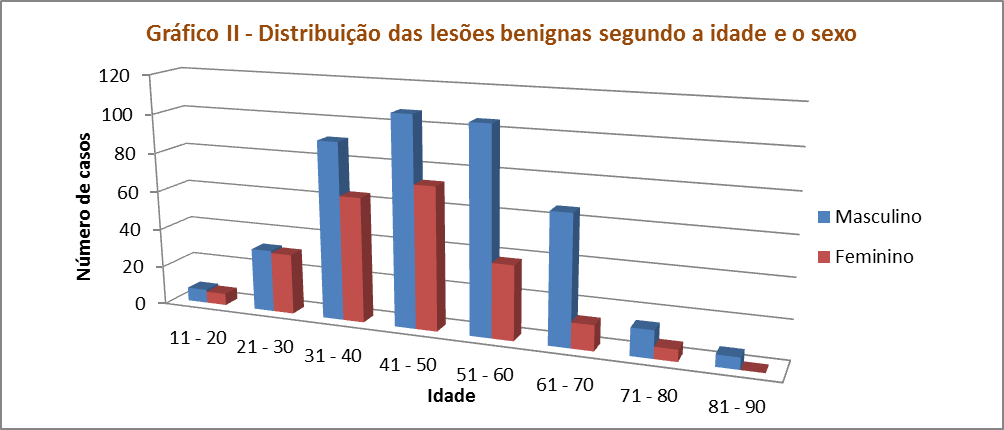 Gráfico II - Distribuição das lesões benignas segundo a idade e o sexo
120
100
80
60
40
20
0
Número de casos
11 - 20
21 - 30
31 - 40
41 - 50
51 - 60
61 - 70
71 - 80
81 - 90
Idade
Masculino
Feminino